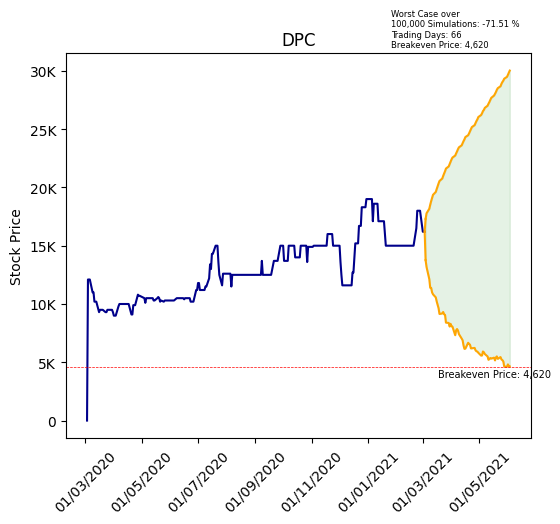 Worst Case over
100,000 Simulations: -71.51 %
Trading Days: 66
Breakeven Price: 4,620
DPC
Stock Price
30K
25K
20K
15K
10K
5K
0
Breakeven Price: 4,620
01/03/2020
01/05/2020
01/07/2020
01/09/2020
01/11/2020
01/01/2021
01/03/2021
01/05/2021